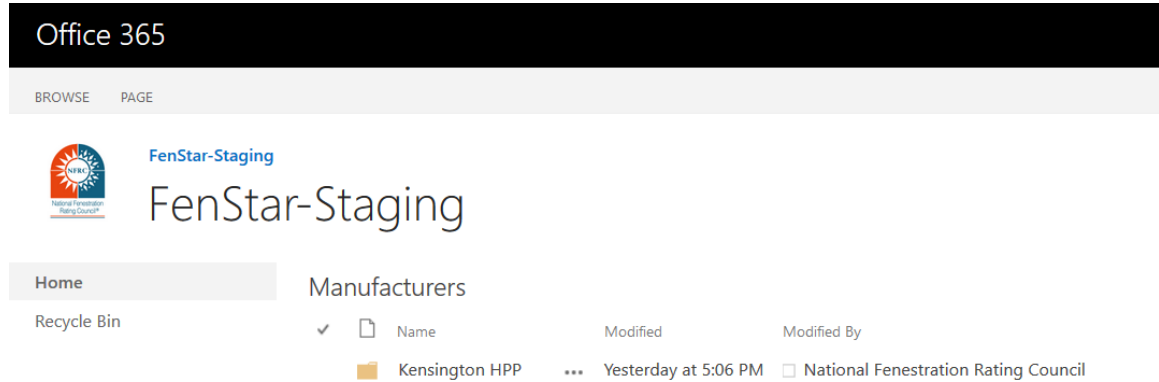 Office 365
BROWSE PAGE
NFRC
National Fenestration
Rating Council®
FenStar-Staging
FenStar-Staging
Home
Recycle Bin
Manufacturers
Name Modified Modified By
Kensington HPP ... Yesterday at 5:06 PM National Fenestration Rating Council